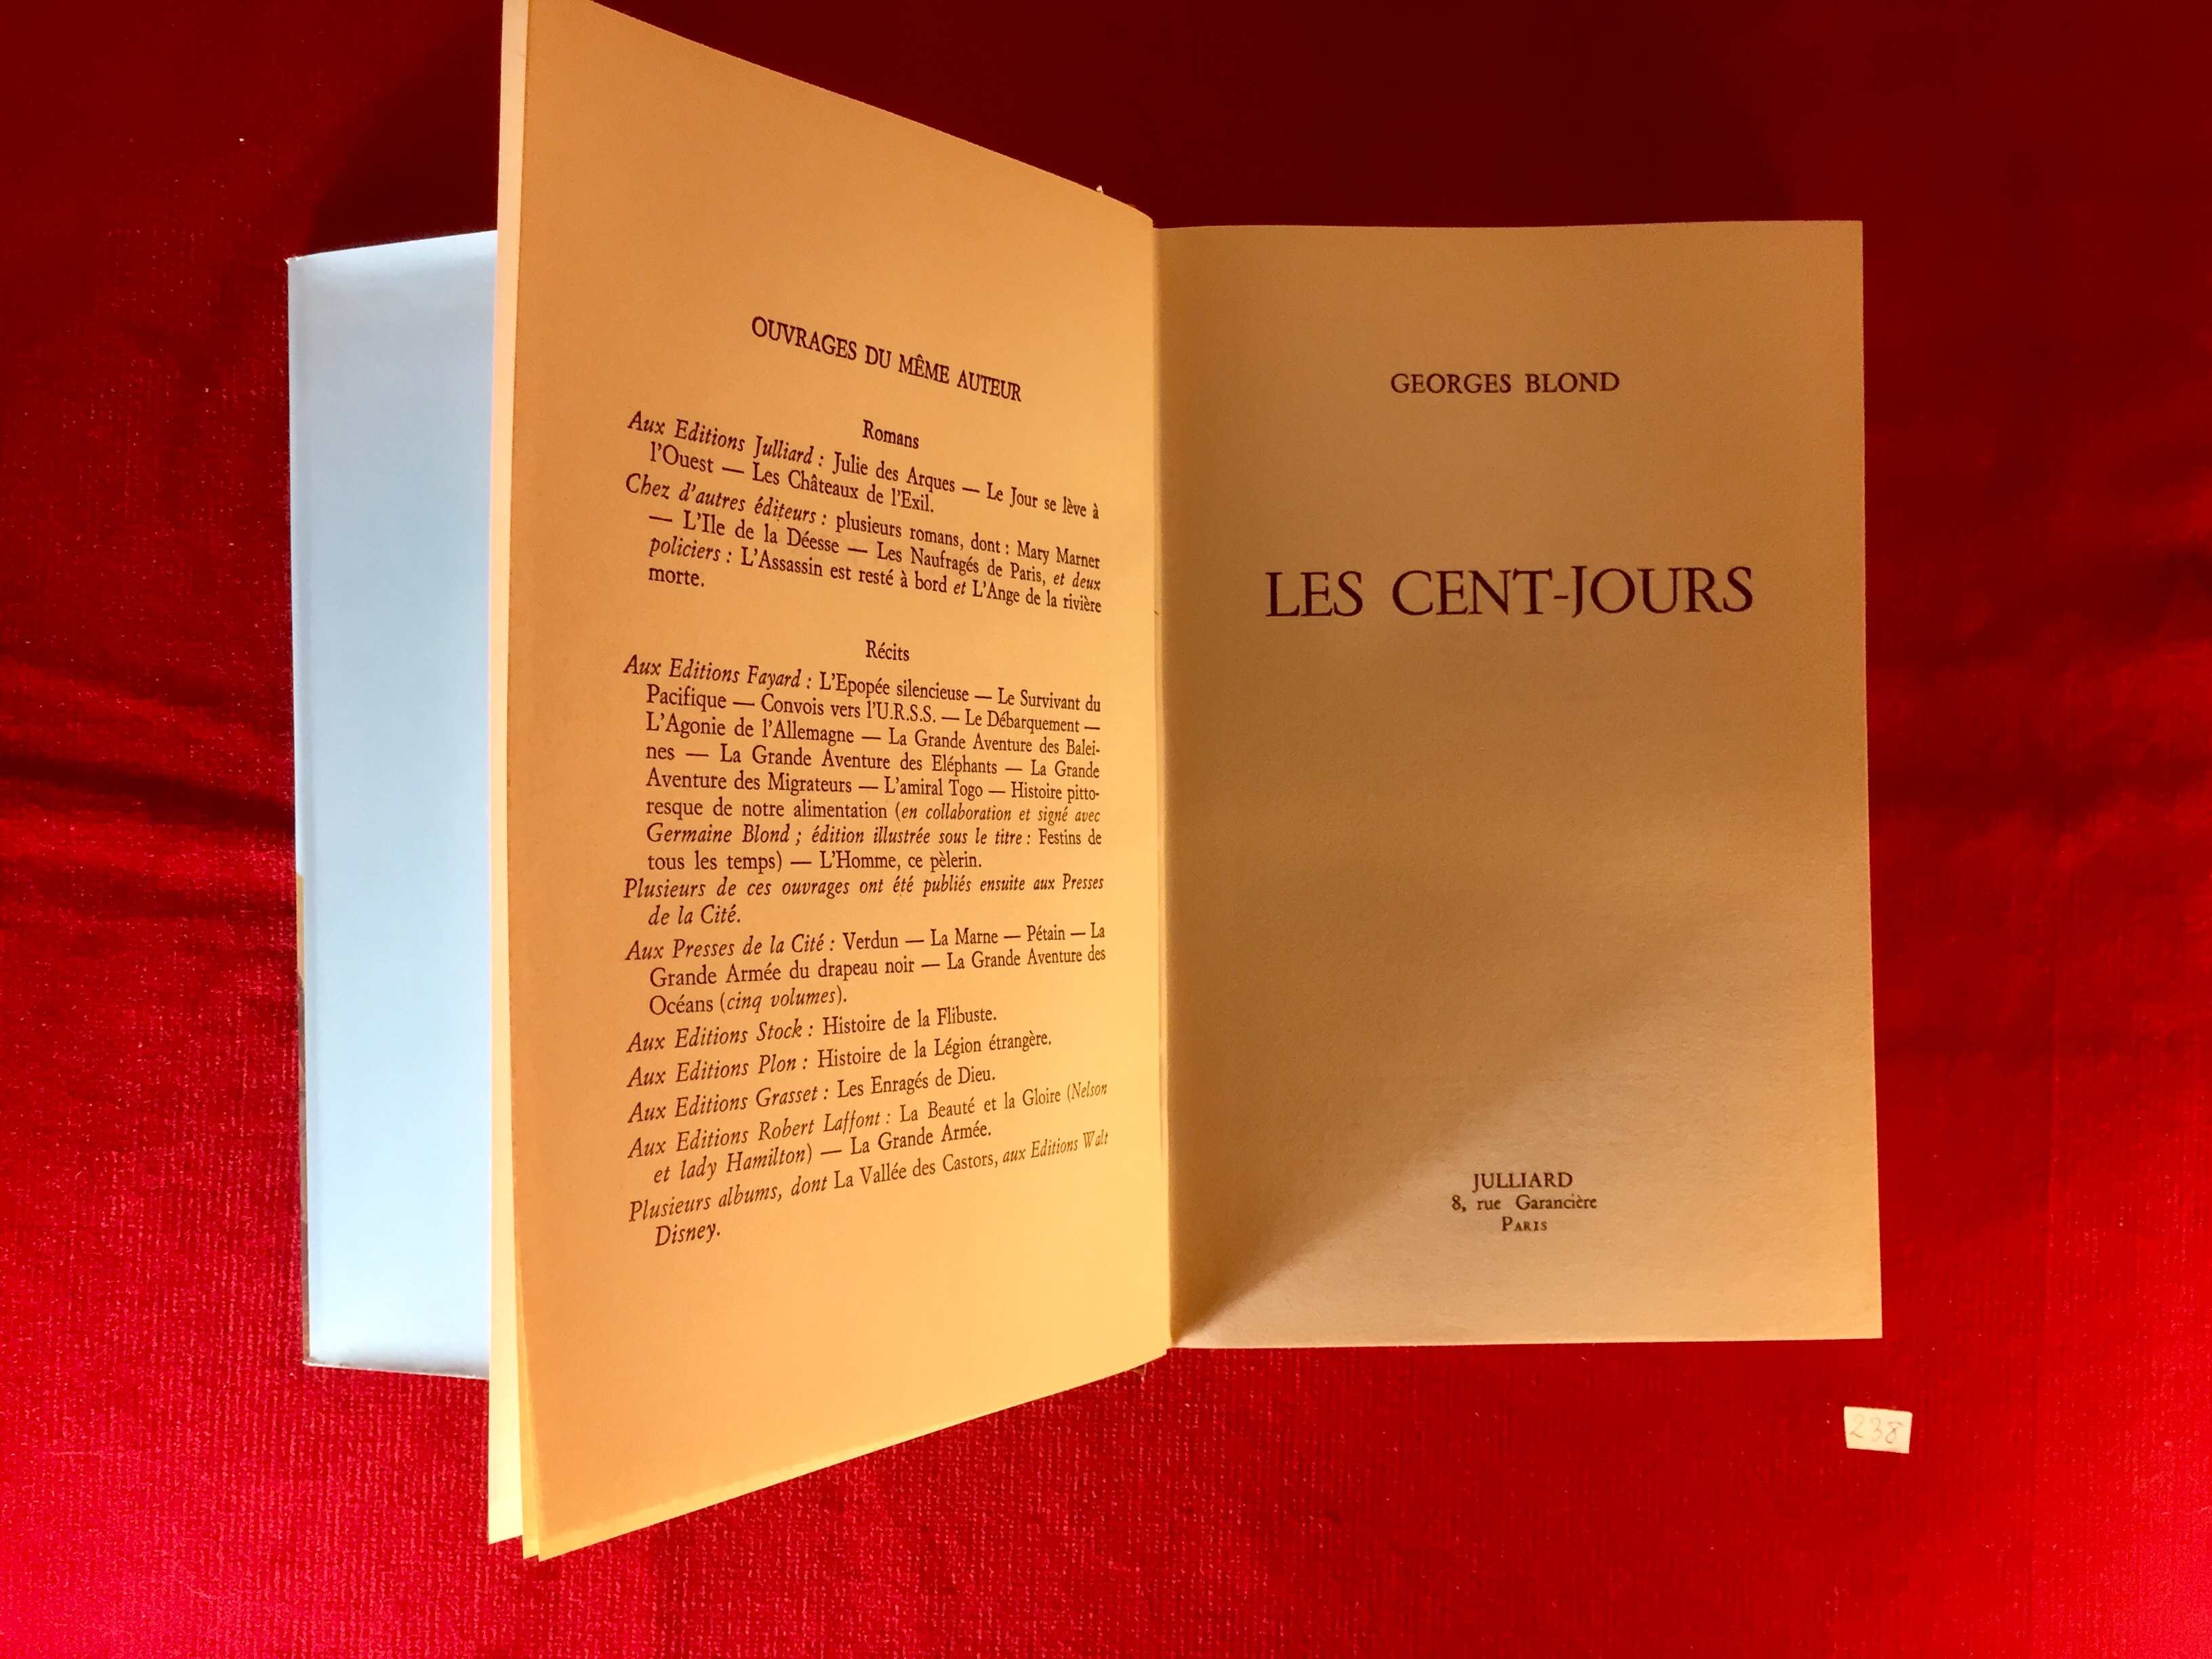 OUVRAGES DU MÊME AUTEUR
Romans
Aux Editions Julliard : Julie des Arques — Le Jour se lève à
l'Ouest — Les Châteaux de l'Exil.
Chez d'autres éditeurs : plusieurs romans, dont : Mary Marner
— L'Ile de la Déesse — Les Naufragés de Paris, et deux
policiers : L'Assassin est resté à bord et L'Ange de la rivière
morte.
Récits
Aux Editions Fayard : L'Epopée silencieuse — Le Survivant du
Pacifique — Convois vers l'U.R.S.S. — Le Débarquement —
L'Agonie de l'Allemagne — La Grande Aventure des Balei-
nes — La Grande Aventure des Eléphants — La Grande
Aventure des Migrateurs — L'amiral Togo — Histoire pitto-
resque de notre alimentation (en collaboration et signé avec
Germaine Blond ; édition illustrée sous le titre : Festins de
tous les temps) — L'Homme, ce pèlerin.
Plusieurs de ces ouvrages ont été publiés ensuite aux Presses
de la Cité.
Aux Presses de la Cité : Verdun — La Marne — Pétain — La
Grande Armée du drapeau noir — La Grande Aventure des
Océans (cinq volumes).
Aux Editions Stock : Histoire de la Flibuste.
Aux Editions Plon : Histoire de la Légion étrangère.
Aux Editions Grasset : Les Enragés de Dieu.
Aux Editions Robert Laffont : La Beauté et la Gloire (Nelson
et lady Hamilton) — La Grande Armée.
Plusieurs albums, dont La Vallée des Castors, aux Editions Walt
Disney.
GEORGES BLOND
LES CENT-JOURS
JULLIARD
8, rue Garancière
PARIS
238